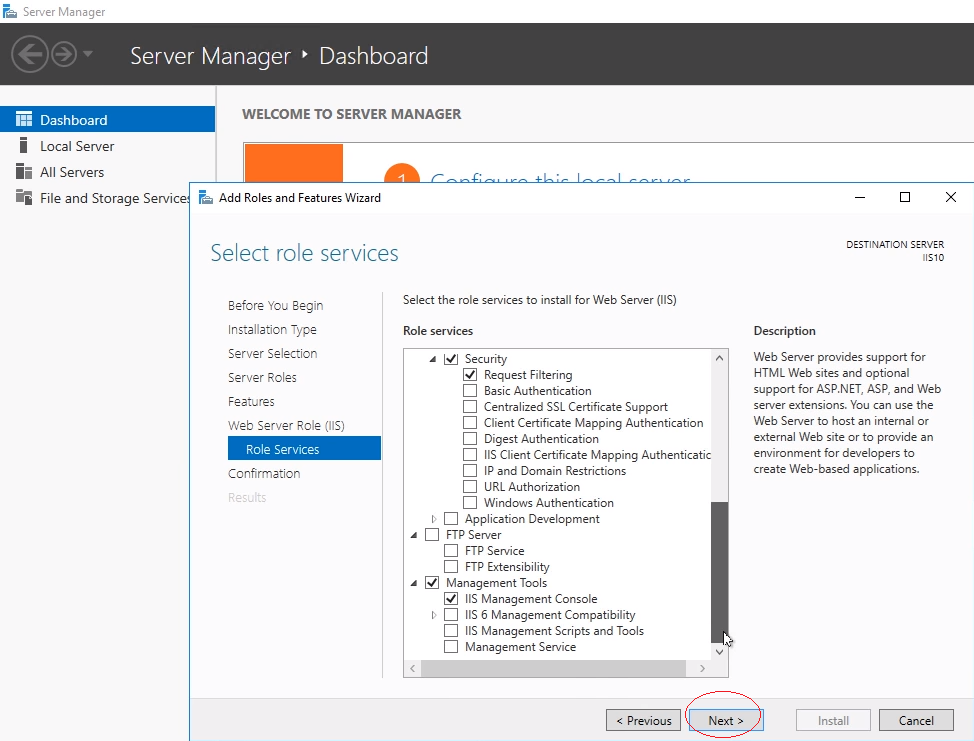 Server Manager
Server Manager ‣ Dashboard
Dashboard
Local Server
All Servers
File and Storage Services
WELCOME TO SERVER MANAGER
1 Configure this local server
Add Roles and Features Wizard
Select role services
DESTINATION SERVER
IIS10
Before You Begin
Installation Type
Server Selection
Server Roles
Features
Web Server Role (IIS)
Role Services
Confirmation
Results
Select the role services to install for Web Server (IIS)
Role services
Security
Request Filtering
Basic Authentication
Centralized SSL Certificate Support
Client Certificate Mapping Authentication
Digest Authentication
IIS Client Certificate Mapping Authenticatic
IP and Domain Restrictions
URL Authorization
Windows Authentication
Application Development
FTP Server
FTP Service
FTP Extensibility
Management Tools
IIS Management Console
IIS 6 Management Compatibility
IIS Management Scripts and Tools
Management Service
Description
Web Server provides support for
HTML Web sites and optional
support for ASP.NET, ASP, and Web
server extensions. You can use the
Web Server to host an internal or
external Web site or to provide an
environment for developers to
create Web-based applications.
< Previous
Next >
Install
Cancel